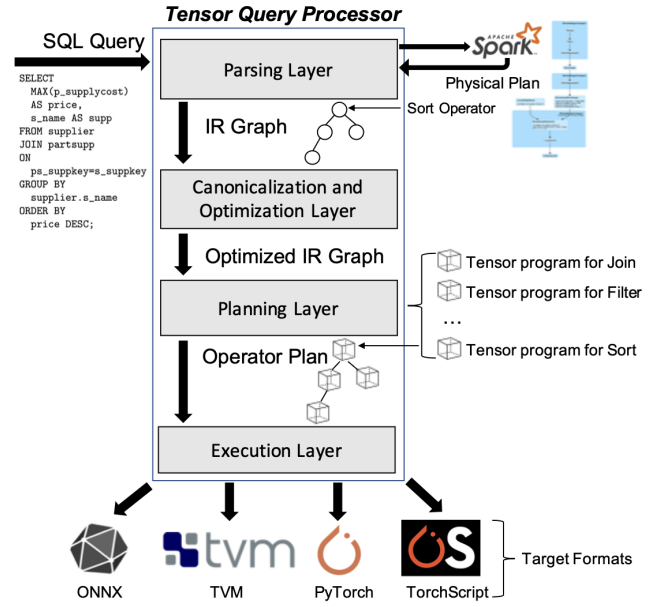 Tensor Query Processor
SQL Query
SELECT
MAX(p_supplycost)
AS price,
s_name AS supp
FROM supplier
JOIN partsupp
ON
ps_suppkey=s_suppkey
GROUP BY
supplier.s_name
ORDER BY
price DESC;
Parsing Layer
APACHE
Spark
Physical Plan
IR Graph
Sort Operator
Canonicalization and
Optimization Layer
Optimized IR Graph
Planning Layer
Tensor program for Join
Tensor program for Filter
...
Tensor program for Sort
Operator Plan
Execution Layer
tvm
S
ONNX
TVM
PyTorch
TorchScript
Target Formats